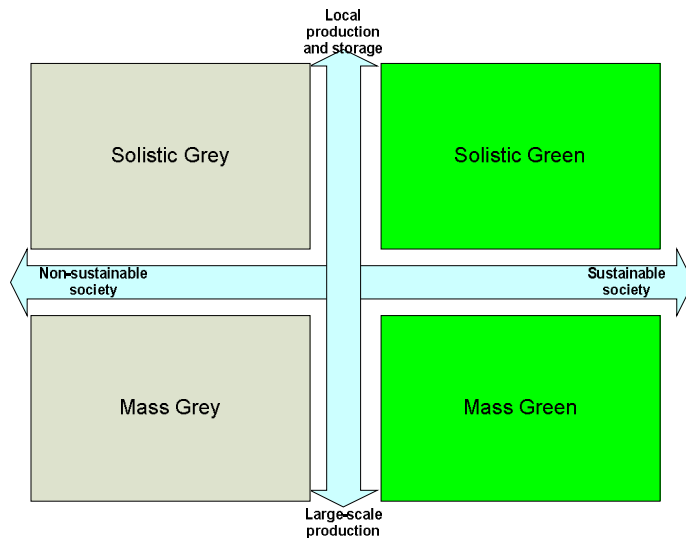 Local
production
and storage
Solistic Grey
Solistic Green
Non-sustainable
society
Sustainable
society
Mass Grey
Mass Green
Large-scale
production